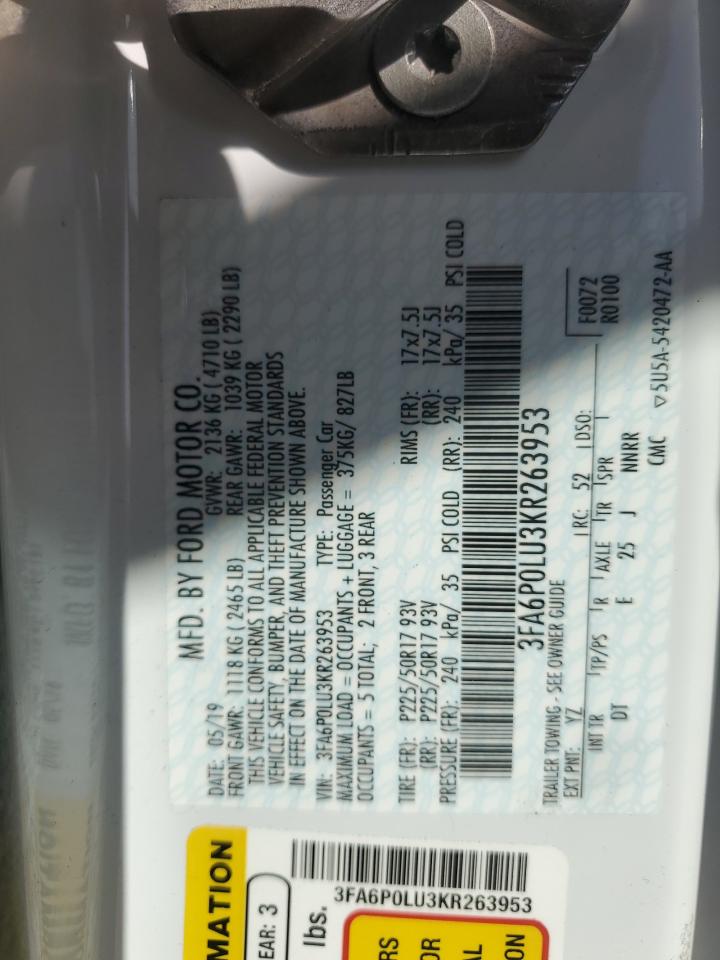 MFD. BY FORD MOTOR CO.
DATE: 05/19 GVWR: 2136 KG ( 4710 LB)
FRONT GAWR: 1118 KG ( 2465 LB) REAR GAWR: 1039 KG ( 2290 LB)
THIS VEHICLE CONFORMS TO ALL APPLICABLE FEDERAL MOTOR
VEHICLE SAFETY, BUMPER, AND THEFT PREVENTION STANDARDS
IN EFFECT ON THE DATE OF MANUFACTURE SHOWN ABOVE.
VIN: 3FA6P0LU3KR263953 TYPE: Passenger Car
MAXIMUM LOAD = OCCUPANTS + LUGGAGE = 375KG/ 827LB
OCCUPANTS = 5 TOTAL; 2 FRONT, 3 REAR
TIRE (FR): P225/50R17 93V RIMS (FR): 17x7.5J
(RR): P225/50R17 93V (RR): 17x7.5J
PRESSURE (FR): 240 kPa/ 35 PSI COLD (RR): 240 kPa/ 35 PSI COLD
3FA6P0LU3KR263953
TRAILER TOWING - SEE OWNER GUIDE
EXT PNT: YZ RC: 52 DSO: F0072
R0100
INT TR TP/PS R AXLE TR SPR
DT E 25 J NNRR
CMC ▽5U5A-5420472-AA
MATION
EAR: 3
3FA6P0LU3KR263953
lbs.
RS
OR
AL
ON